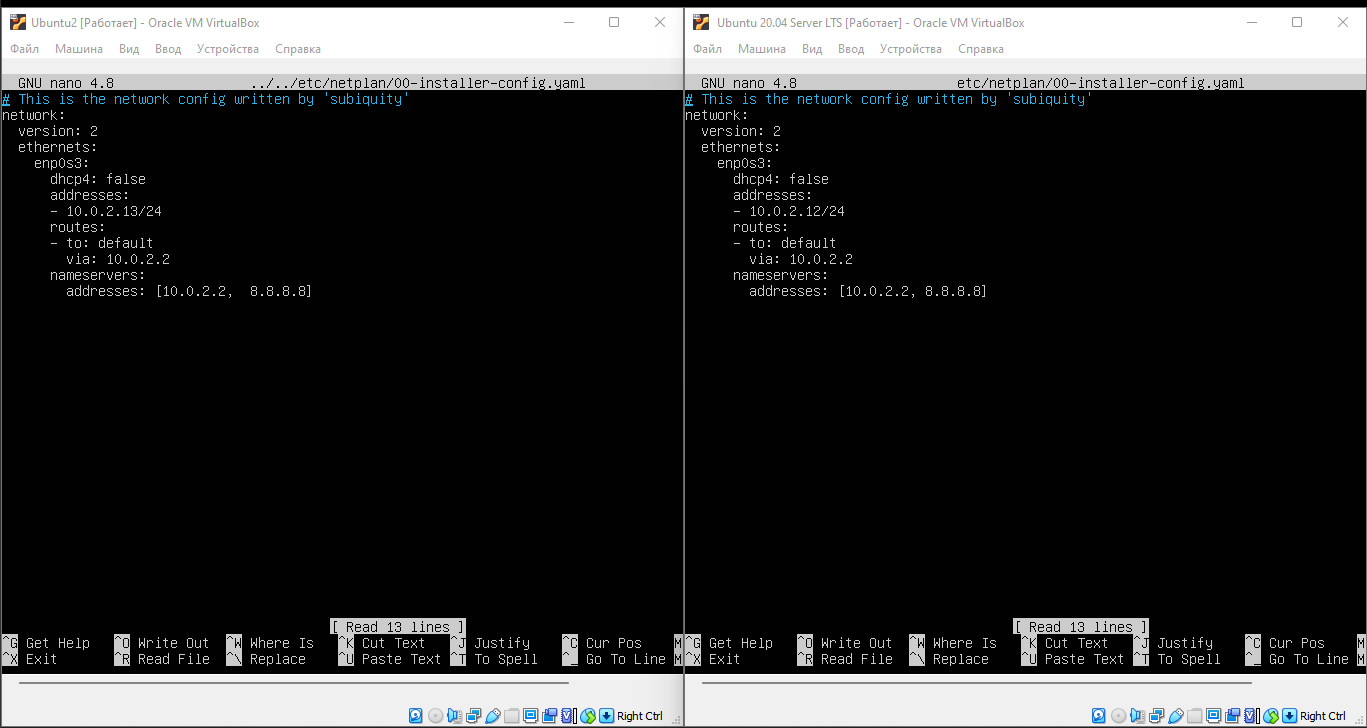 Ubuntu2 [Работает] - Oracle VM VirtualBox
Файл Машина Вид Ввод Устройства Справка
GNU nano 4.8 ../../etc/netplan/00-installer-config.yaml
# This is the network config written by 'subiquity'
network:
  version: 2
  ethernets:
    enp0s3:
      dhcp4: false
      addresses:
      - 10.0.2.13/24
      routes:
      - to: default
        via: 10.0.2.2
      nameservers:
        addresses: [10.0.2.2,  8.8.8.8]
[ Read 13 lines ]
^G Get Help ^O Write Out ^W Where Is ^K Cut Text ^J Justify ^C Cur Pos M
^X Exit ^R Read File ^\ Replace ^U Paste Text ^T To Spell ^_ Go To Line M
Right Ctrl
Ubuntu 20.04 Server LTS [Работает] - Oracle VM VirtualBox
Файл Машина Вид Ввод Устройства Справка
GNU nano 4.8 etc/netplan/00-installer-config.yaml
# This is the network config written by 'subiquity'
network:
  version: 2
  ethernets:
    enp0s3:
      dhcp4: false
      addresses:
      - 10.0.2.12/24
      routes:
      - to: default
        via: 10.0.2.2
      nameservers:
        addresses: [10.0.2.2, 8.8.8.8]
[ Read 13 lines ]
^G Get Help ^O Write Out ^W Where Is ^K Cut Text ^J Justify ^C Cur Pos M
^X Exit ^R Read File ^\ Replace ^U Paste Text ^T To Spell ^_ Go To Line M
Right Ctrl